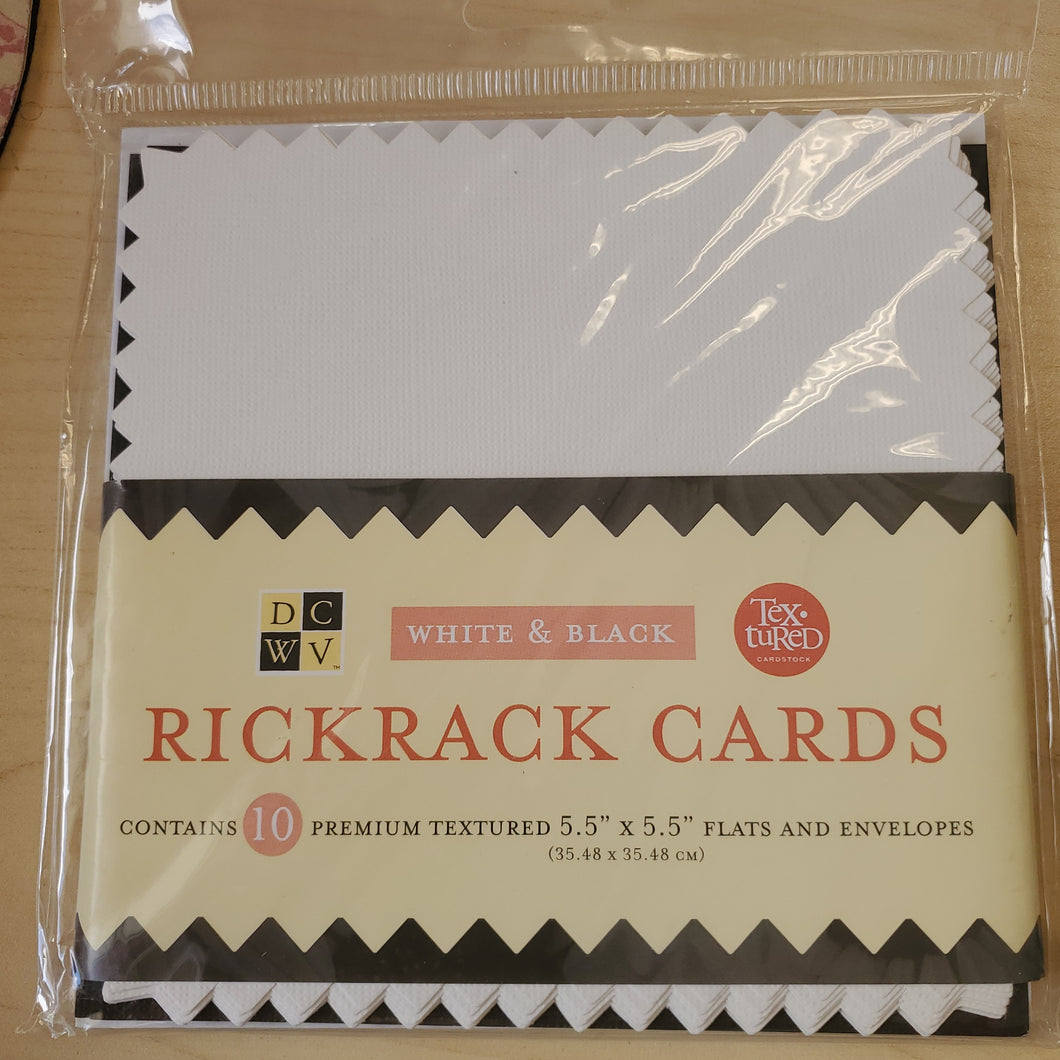 D C
W V™
WHITE & BLACK
Tex•
tuReD
CARDSTOCK
RICKRACK CARDS
CONTAINS 10 PREMIUM TEXTURED 5.5” X 5.5” FLATS AND ENVELOPES
(35.48 X 35.48 CM)